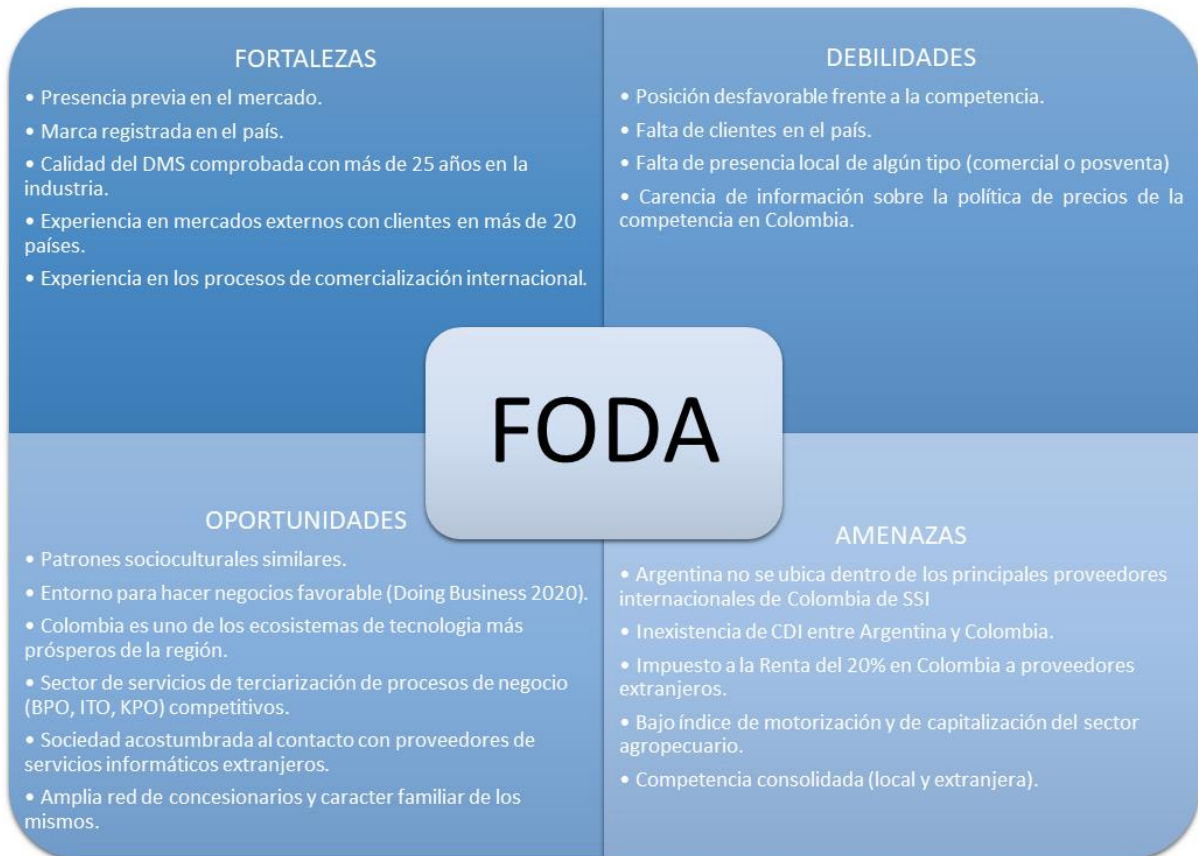 FORTALEZAS
• Presencia previa en el mercado.
• Marca registrada en el país.
• Calidad del DMS comprobada con más de 25 años en la
industria.
• Experiencia en mercados externos con clientes en más de 20
países.
• Experiencia en los procesos de comercialización internacional.
DEBILIDADES
• Posición desfavorable frente a la competencia.
• Falta de clientes en el país.
• Falta de presencia local de algún tipo (comercial o posventa)
• Carencia de información sobre la política de precios de la
competencia en Colombia.
FODA
OPORTUNIDADES
• Patrones socioculturales similares.
• Entorno para hacer negocios favorable (Doing Business 2020).
• Colombia es uno de los ecosistemas de tecnologia más
prósperos de la región.
• Sector de servicios de terciarización de procesos de negocio
(BPO, ITO, KPO) competitivos.
• Sociedad acostumbrada al contacto con proveedores de
servicios informáticos extranjeros.
• Amplia red de concesionarios y caracter familiar de los
mismos.
AMENAZAS
• Argentina no se ubica dentro de los principales proveedores
internacionales de Colombia de SSI
• Inexistencia de CDI entre Argentina y Colombia.
• Impuesto a la Renta del 20% en Colombia a proveedores
extranjeros.
• Bajo índice de motorización y de capitalización del sector
agropecuario.
• Competencia consolidada (local y extranjera).